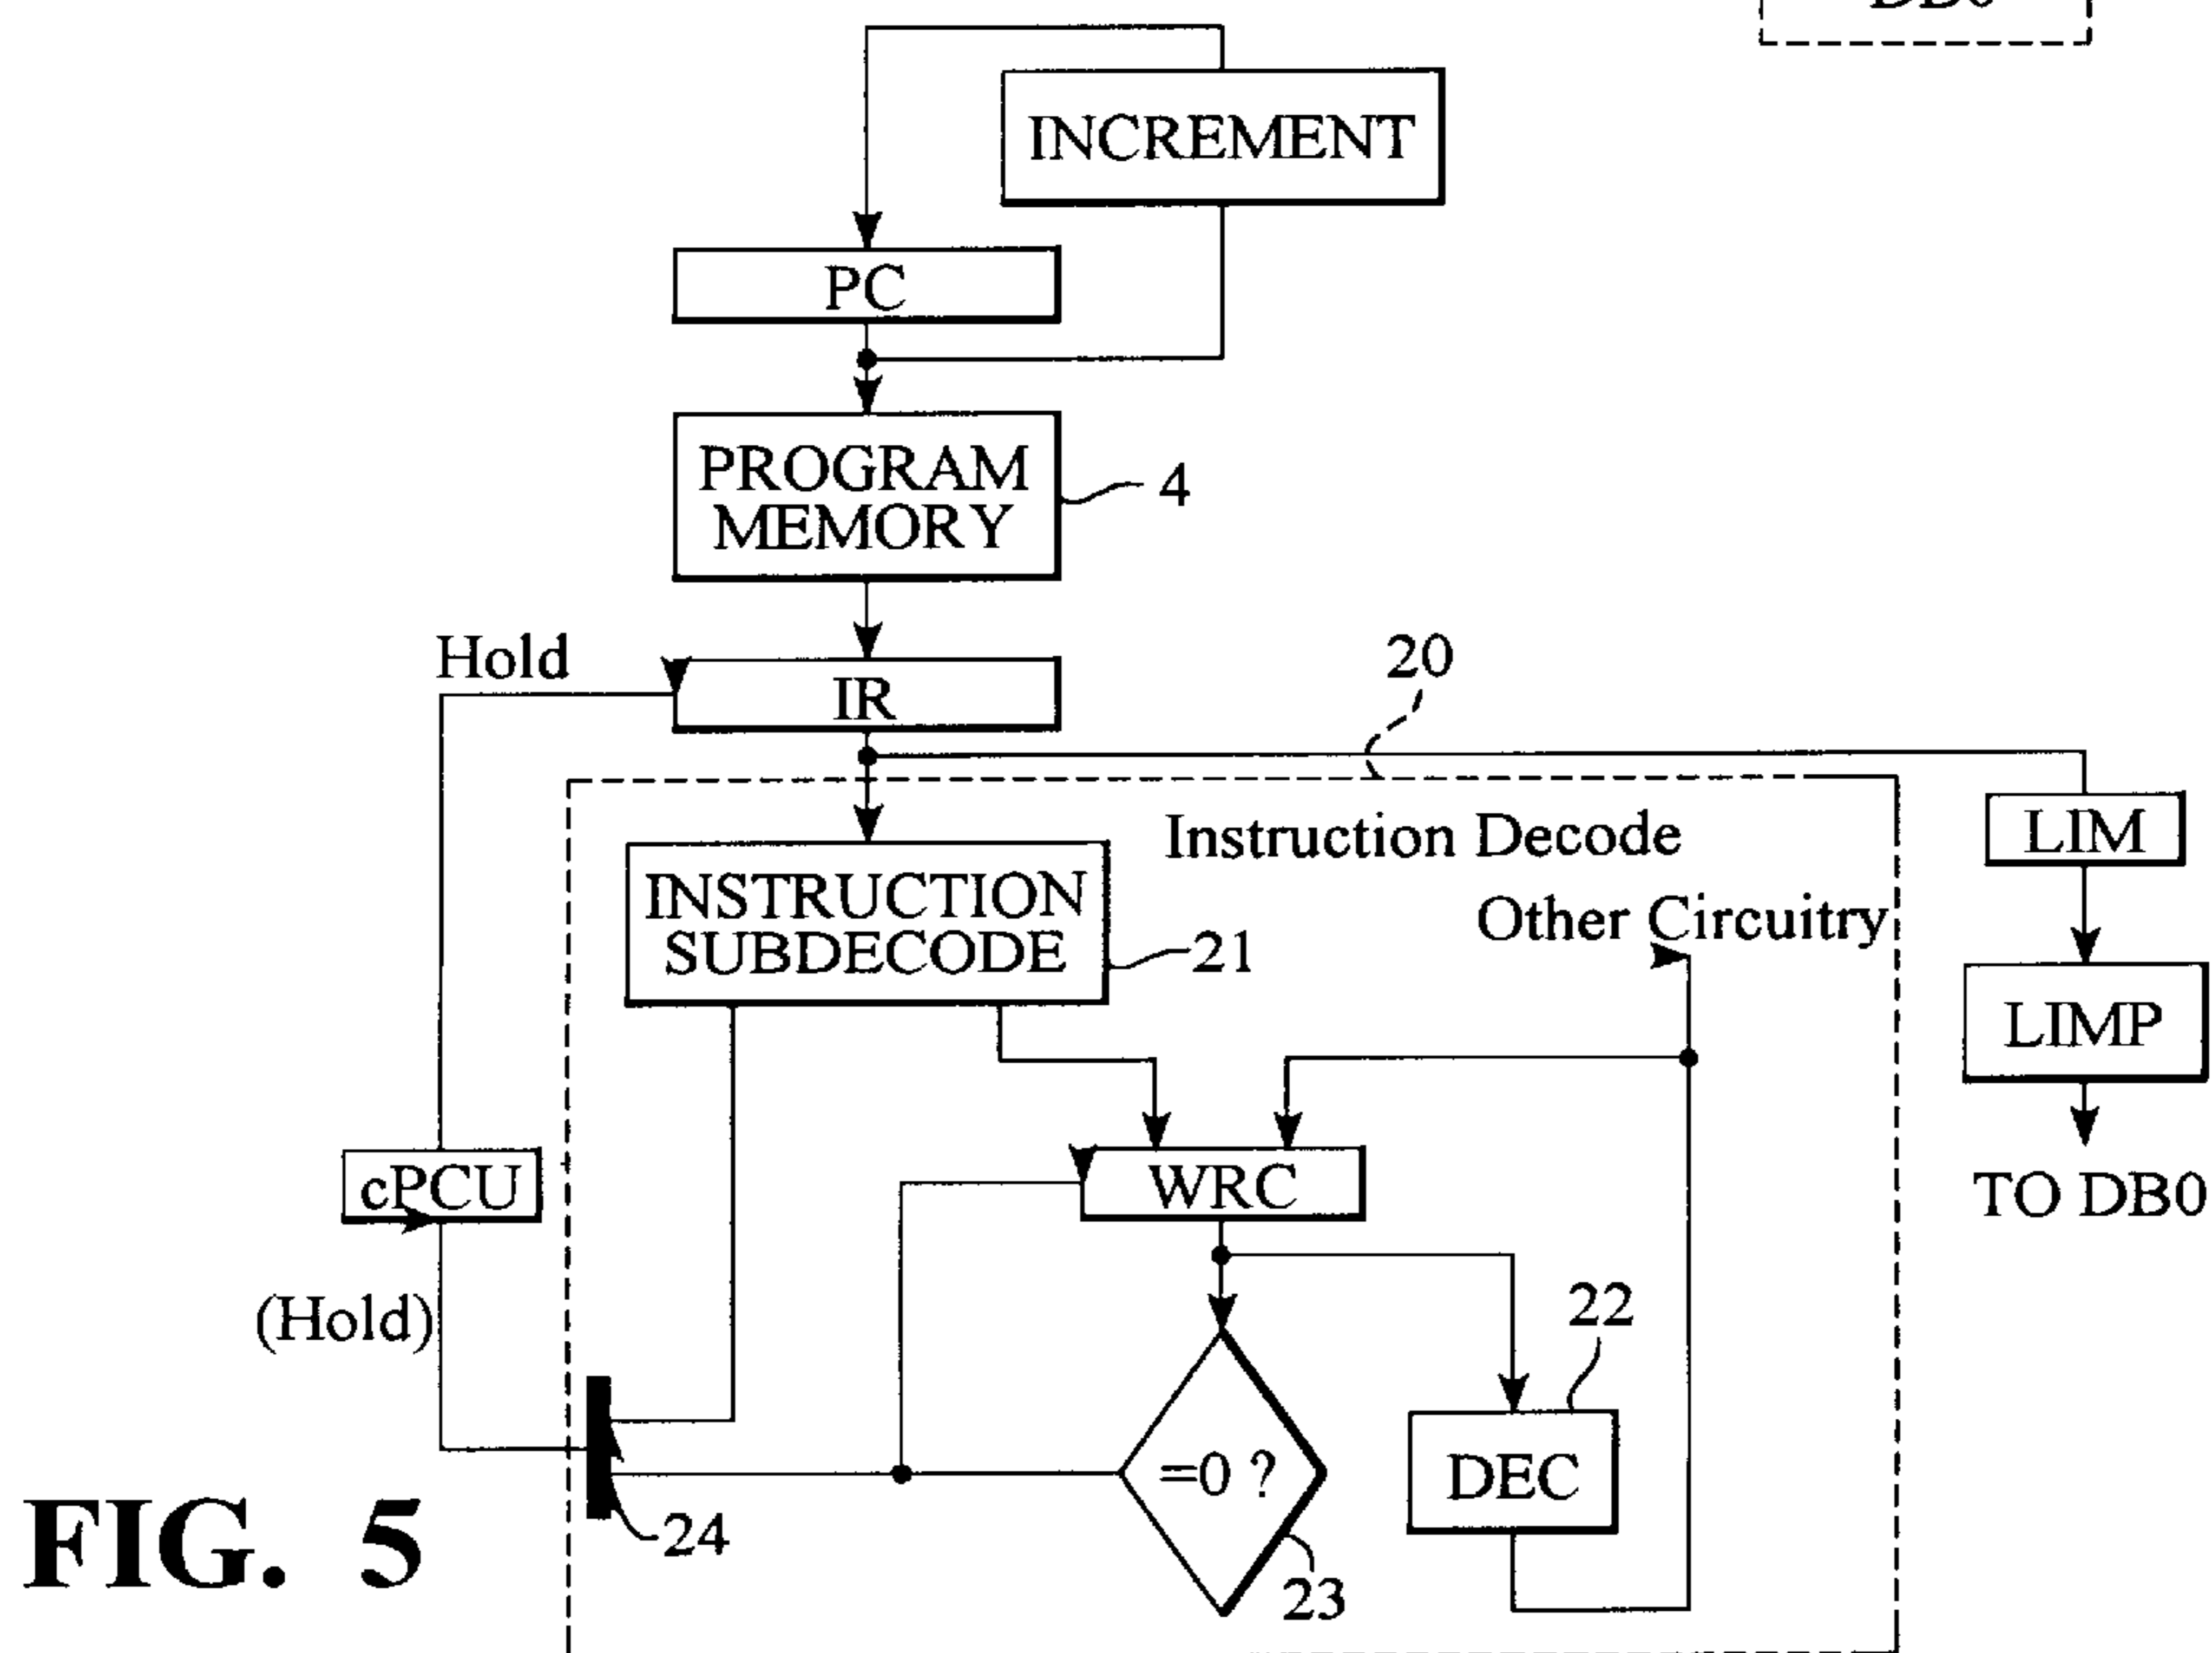 INCREMENT
PC
PROGRAM
MEMORY
4
Hold
IR
20
Instruction Decode
LIM
INSTRUCTION
SUBDECODE
21
Other Circuitry
LIMP
cPCU
WRC
TO DB0
(Hold)
22
=0 ?
DEC
24
23
FIG. 5